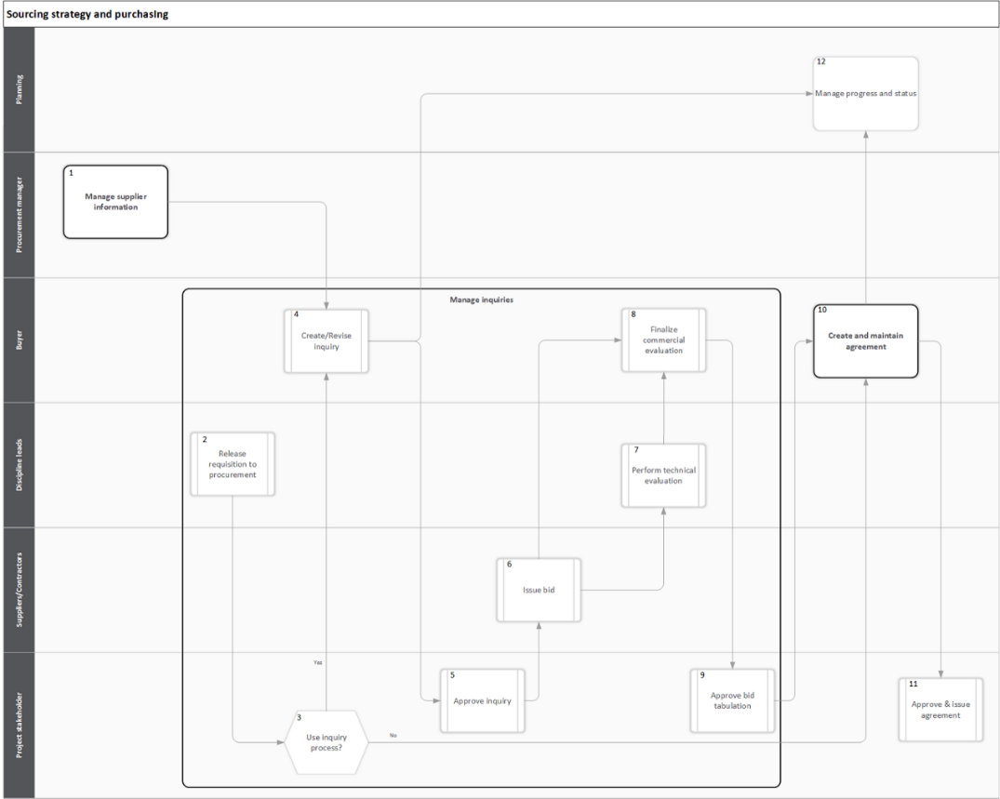 Sourcing strategy and purchasing
Planning
12
Manage progress and status
Procurement manager
1
Manage supplier
information
Buyer
Manage inquiries
4
Create/Revise
inquiry
8
Finalize
commercial
evaluation
10
Create and maintain
agreement
Discipline leads
2
Release
requisition to
procurement
7
Perform technical
evaluation
Suppliers/Contractors
6
Issue bid
Project stakeholder
Yes
5
Approve inquiry
9
Approve bid
tabulation
11
Approve & issue
agreement
3
Use inquiry
process?
No